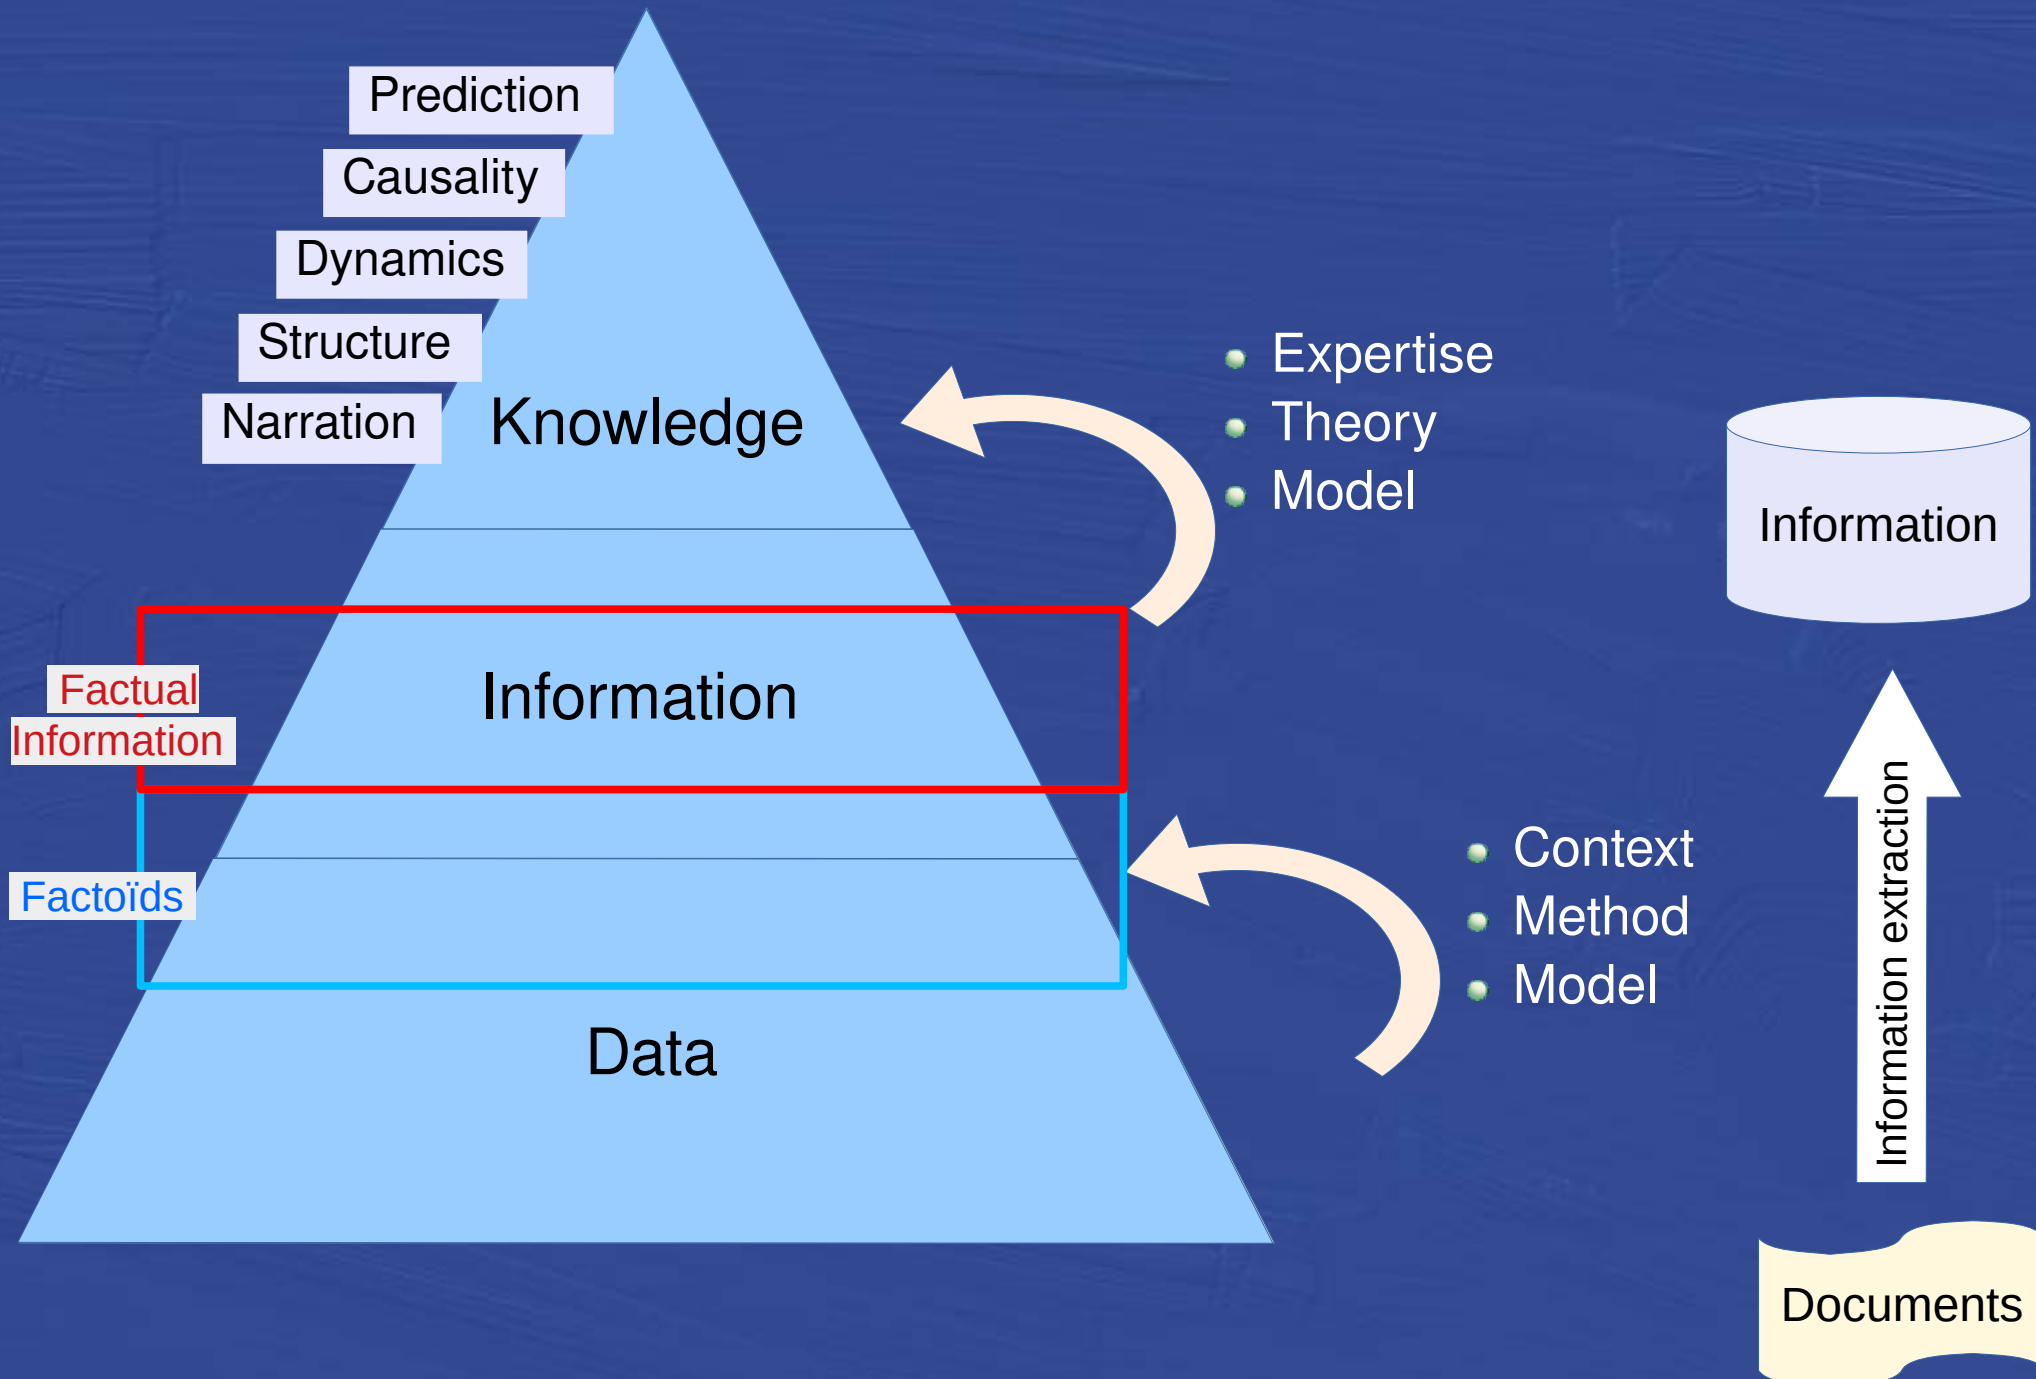 Prediction
Causality
Dynamics
Structure
Narration
Knowledge
Expertise
Theory
Model
Information
Factual
Information
Information
Factoïds
Data
Context
Method
Model
Information extraction
Documents